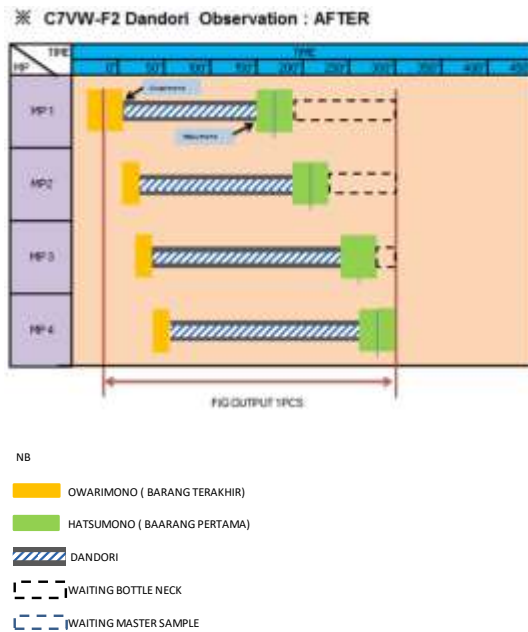 ※ C7VW-F2 Dandori Observation : AFTER
TIME
TIME
MP
0" 50" 100" 150" 200" 250" 300" 350" 400" 450"
MP 1
MP2
MP 3
MP 4
FIG OUTPUT 1PCS
NB
OWARIMONO ( BARANG TERAKHIR)
HATSUMONO ( BAARANG PERTAMA)
DANDORI
WAITING BOTTLE NECK
WAITING MASTER SAMPLE